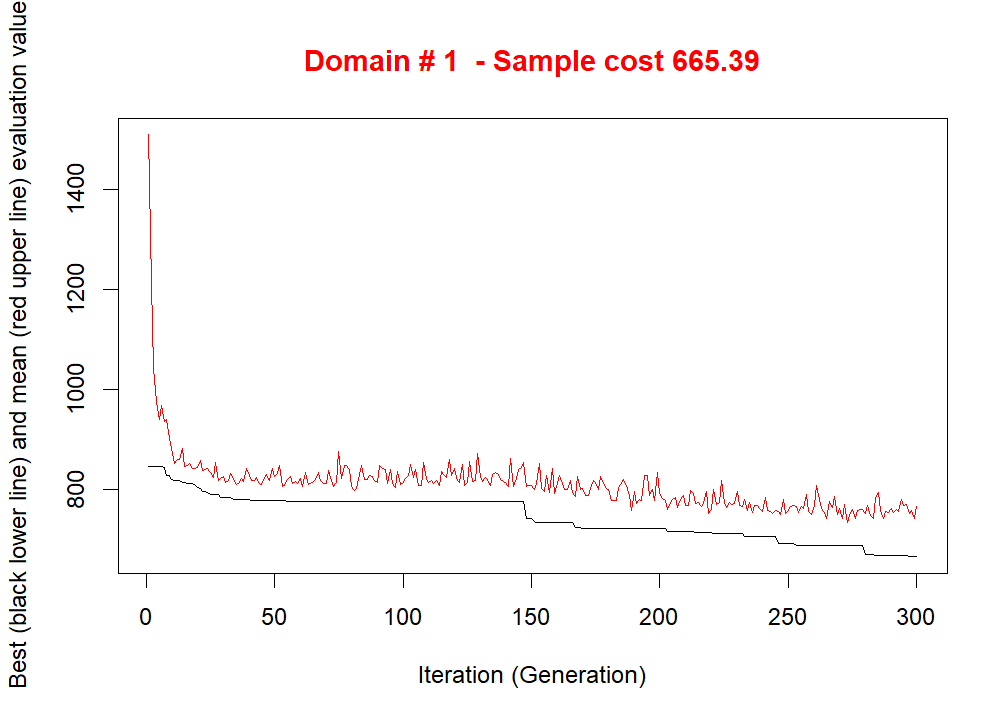 Domain # 1  - Sample cost 665.39
Best (black lower line) and mean (red upper line) evaluation value
1400
1200
1000
800
0 50 100 150 200 250 300
Iteration (Generation)